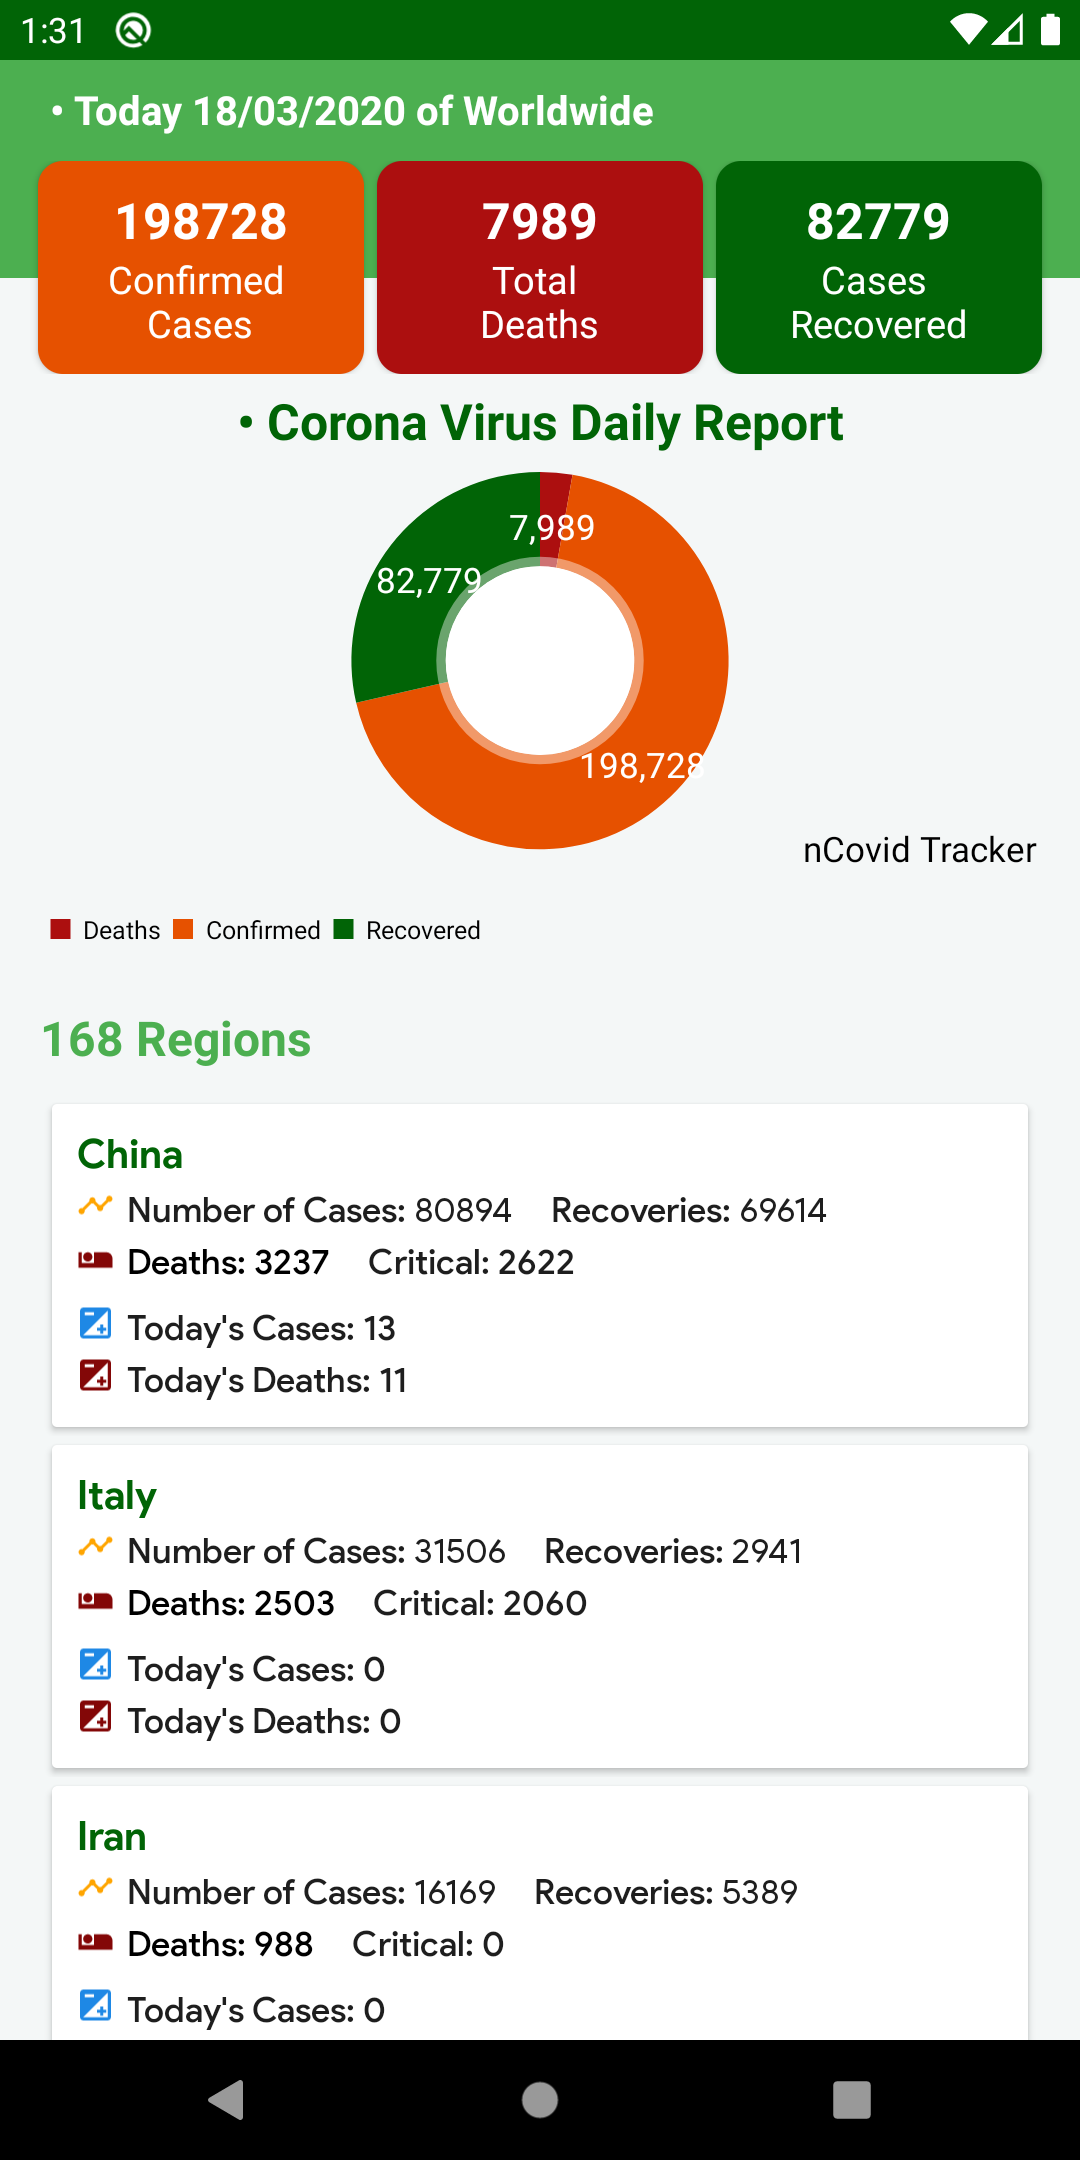 1:31
• Today 18/03/2020 of Worldwide
198728
Confirmed
Cases
7989
Total
Deaths
82779
Cases
Recovered
• Corona Virus Daily Report
7,989
82,779
198,728
nCovid Tracker
Deaths Confirmed Recovered
168 Regions
China
Number of Cases: 80894 Recoveries: 69614
Deaths: 3237 Critical: 2622
Today's Cases: 13
Today's Deaths: 11
Italy
Number of Cases: 31506 Recoveries: 2941
Deaths: 2503 Critical: 2060
Today's Cases: 0
Today's Deaths: 0
Iran
Number of Cases: 16169 Recoveries: 5389
Deaths: 988 Critical: 0
Today's Cases: 0